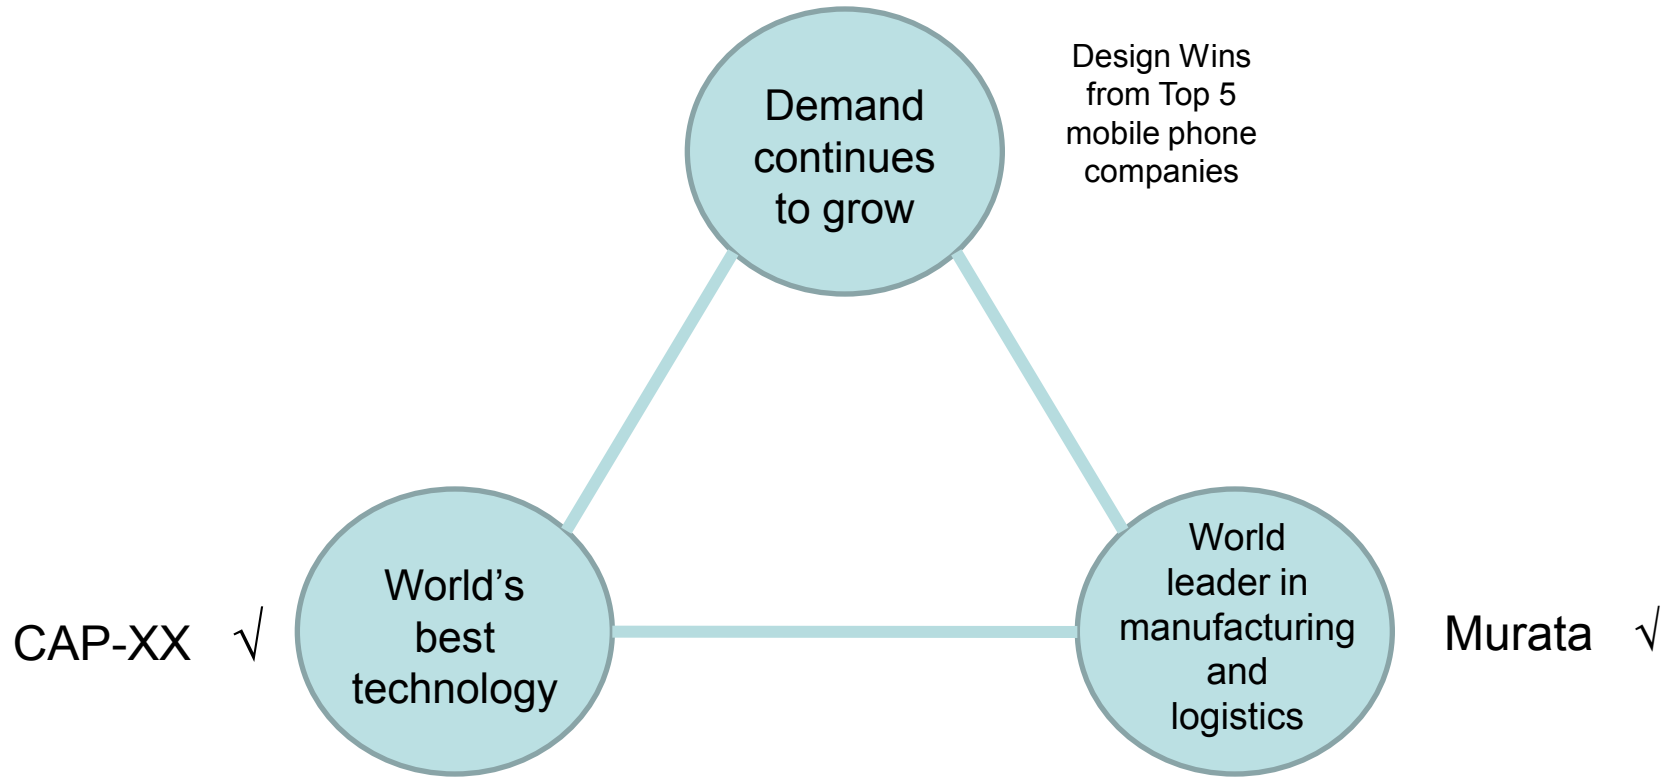 Demand
continues
to grow
Design Wins
from Top 5
mobile phone
companies
CAP-XX √
World’s
best
technology
World
leader in
manufacturing
and
logistics
Murata √